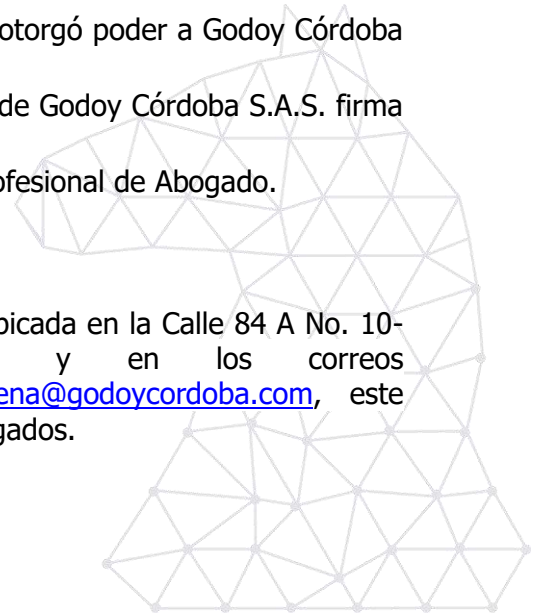 otorgó poder a Godoy Córdoba
de Godoy Córdoba S.A.S. firma
ofesional de Abogado.
bicada en la Calle 84 A No. 10-
y en los correos
ena@godoycordoba.com, este
gados.